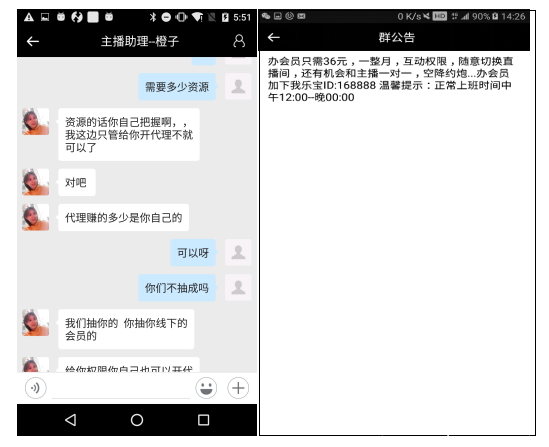 5:51
主播助理--橙子
需要多少资源
资源的话你自己把握啊，，
我这边只管给你开代理不就
可以了
对吧
代理赚的多少是你自己的
可以呀
你们不抽成吗
我们抽你的 你抽你线下的
会员的
给你权限你自己也可以开代
0 K/s HD 90% 14:26
群公告
办会员只需36元，一整月，互动权限，随意切换直
播间，还有机会和主播一对一，空降约炮...办会员
加下我乐宝ID:168888 温馨提示：正常上班时间中
午12:00--晚00:00